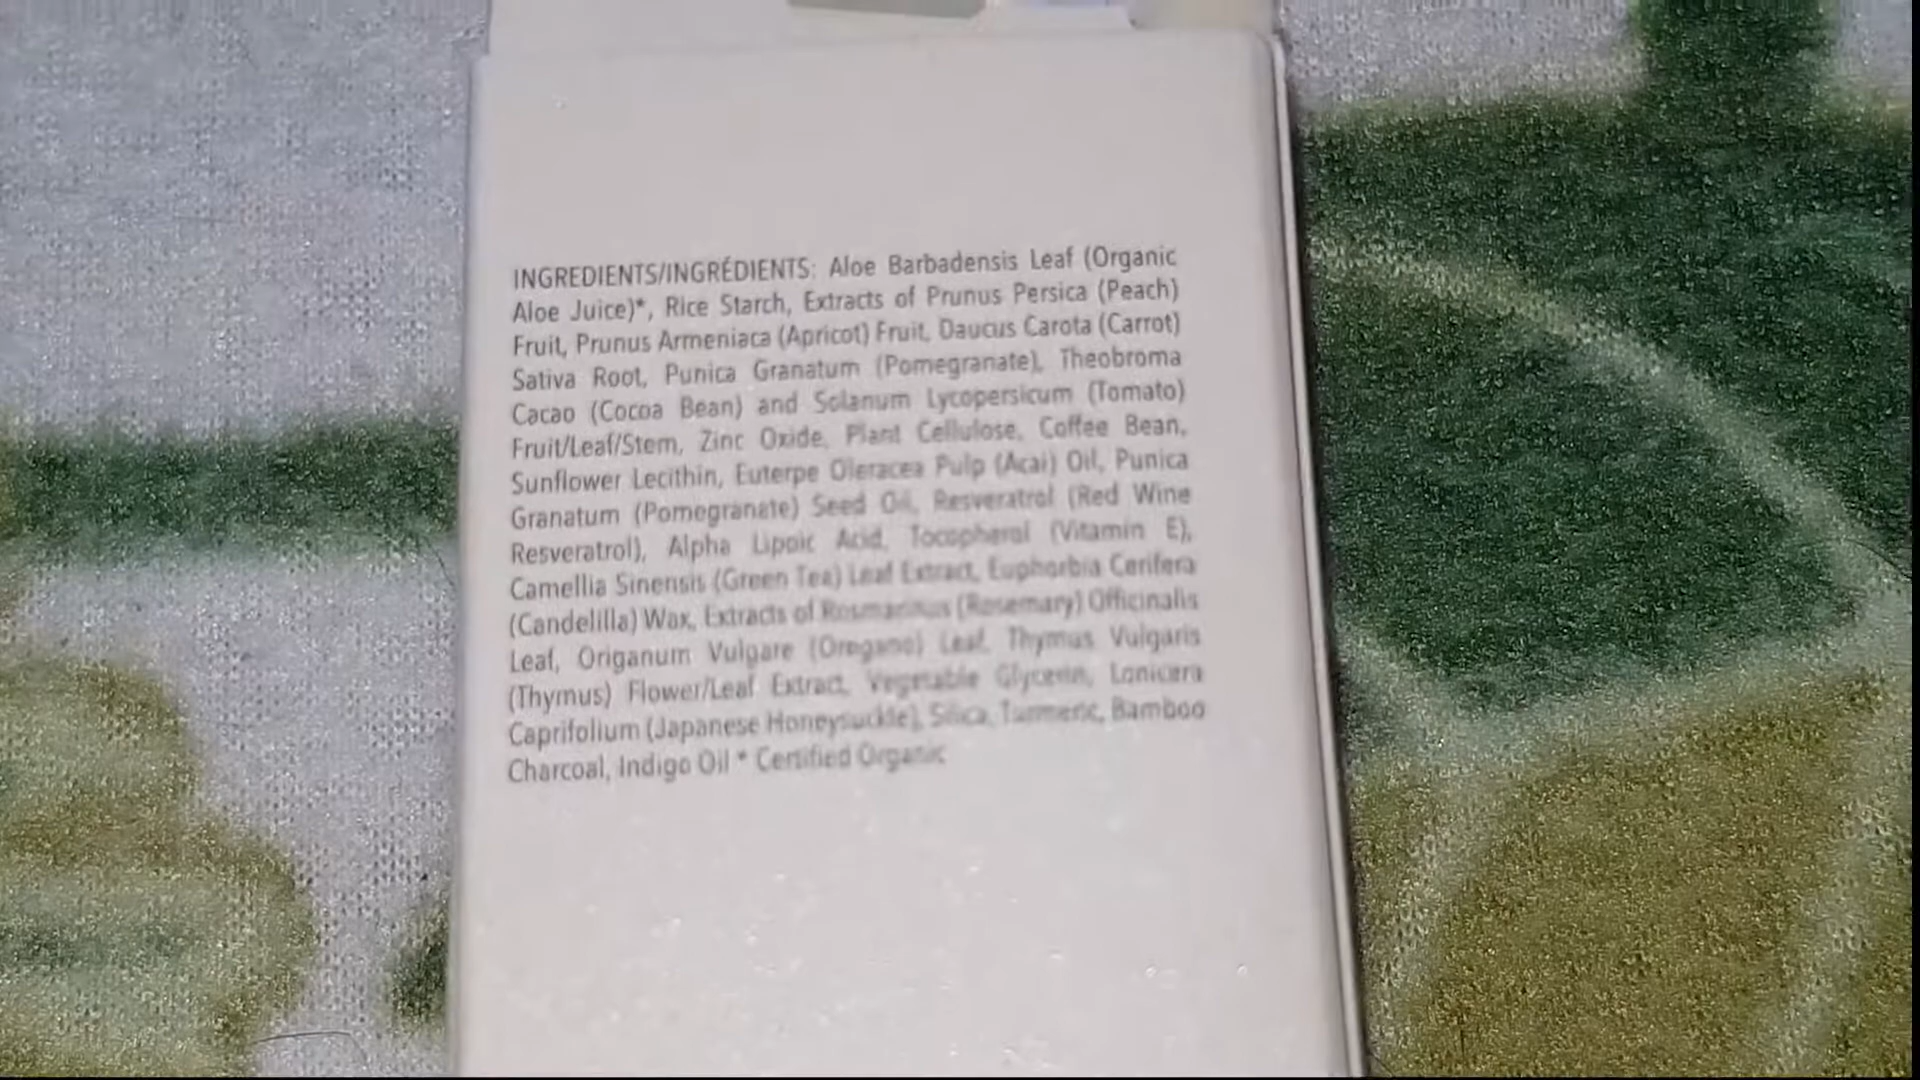 INGREDIENTS/INGRÉDIENTS: Aloe Barbadensis Leaf (Organic
Aloe Juice)*, Rice Starch, Extracts of Prunus Persica (Peach)
Fruit, Prunus Armeniaca (Apricot) Fruit, Daucus Carota (Carrot)
Sativa Root, Punica Granatum (Pomegranate), Theobroma
Cacao (Cocoa Bean) and Solanum Lycopersicum (Tomato)
Fruit/Leaf/Stem, Zinc Oxide, Plant Cellulose, Coffee Bean,
Sunflower Lecithin, Euterpe Oleracea Pulp (Acai) Oil, Punica
Granatum (Pomegranate) Seed Oil, Resveratrol (Red Wine
Resveratrol), Alpha Lipoic Acid, Tocopherol (Vitamin E),
Camellia Sinensis (Green Tea) Leaf Extract, Euphorbia Cerifera
(Candelilla) Wax, Extracts of Rosmarinus (Rosemary) Officinalis
Leaf, Origanum Vulgare (Oregano) Leaf, Thymus Vulgaris
(Thymus) Flower/Leaf Extract, Vegetable Glycerin, Lonicera
Caprifolium (Japanese Honeysuckle), Silica, Turmeric, Bamboo
Charcoal, Indigo Oil * Certified Organic